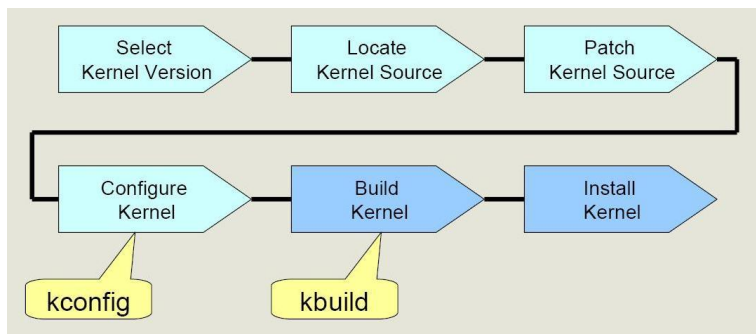 Select
Kernel Version
Locate
Kernel Source
Patch
Kernel Source
Configure
Kernel
Build
Kernel
Install
Kernel
kconfig
kbuild